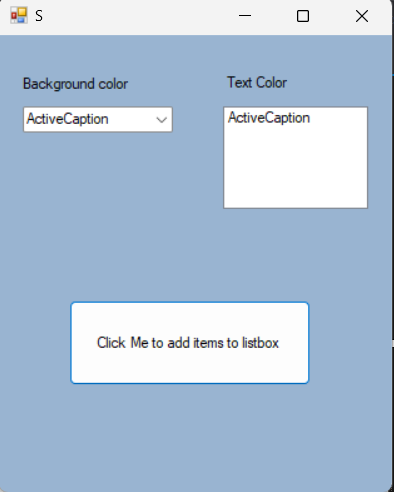 S
Background color
Text Color
ActiveCaption
ActiveCaption
Click Me to add items to listbox